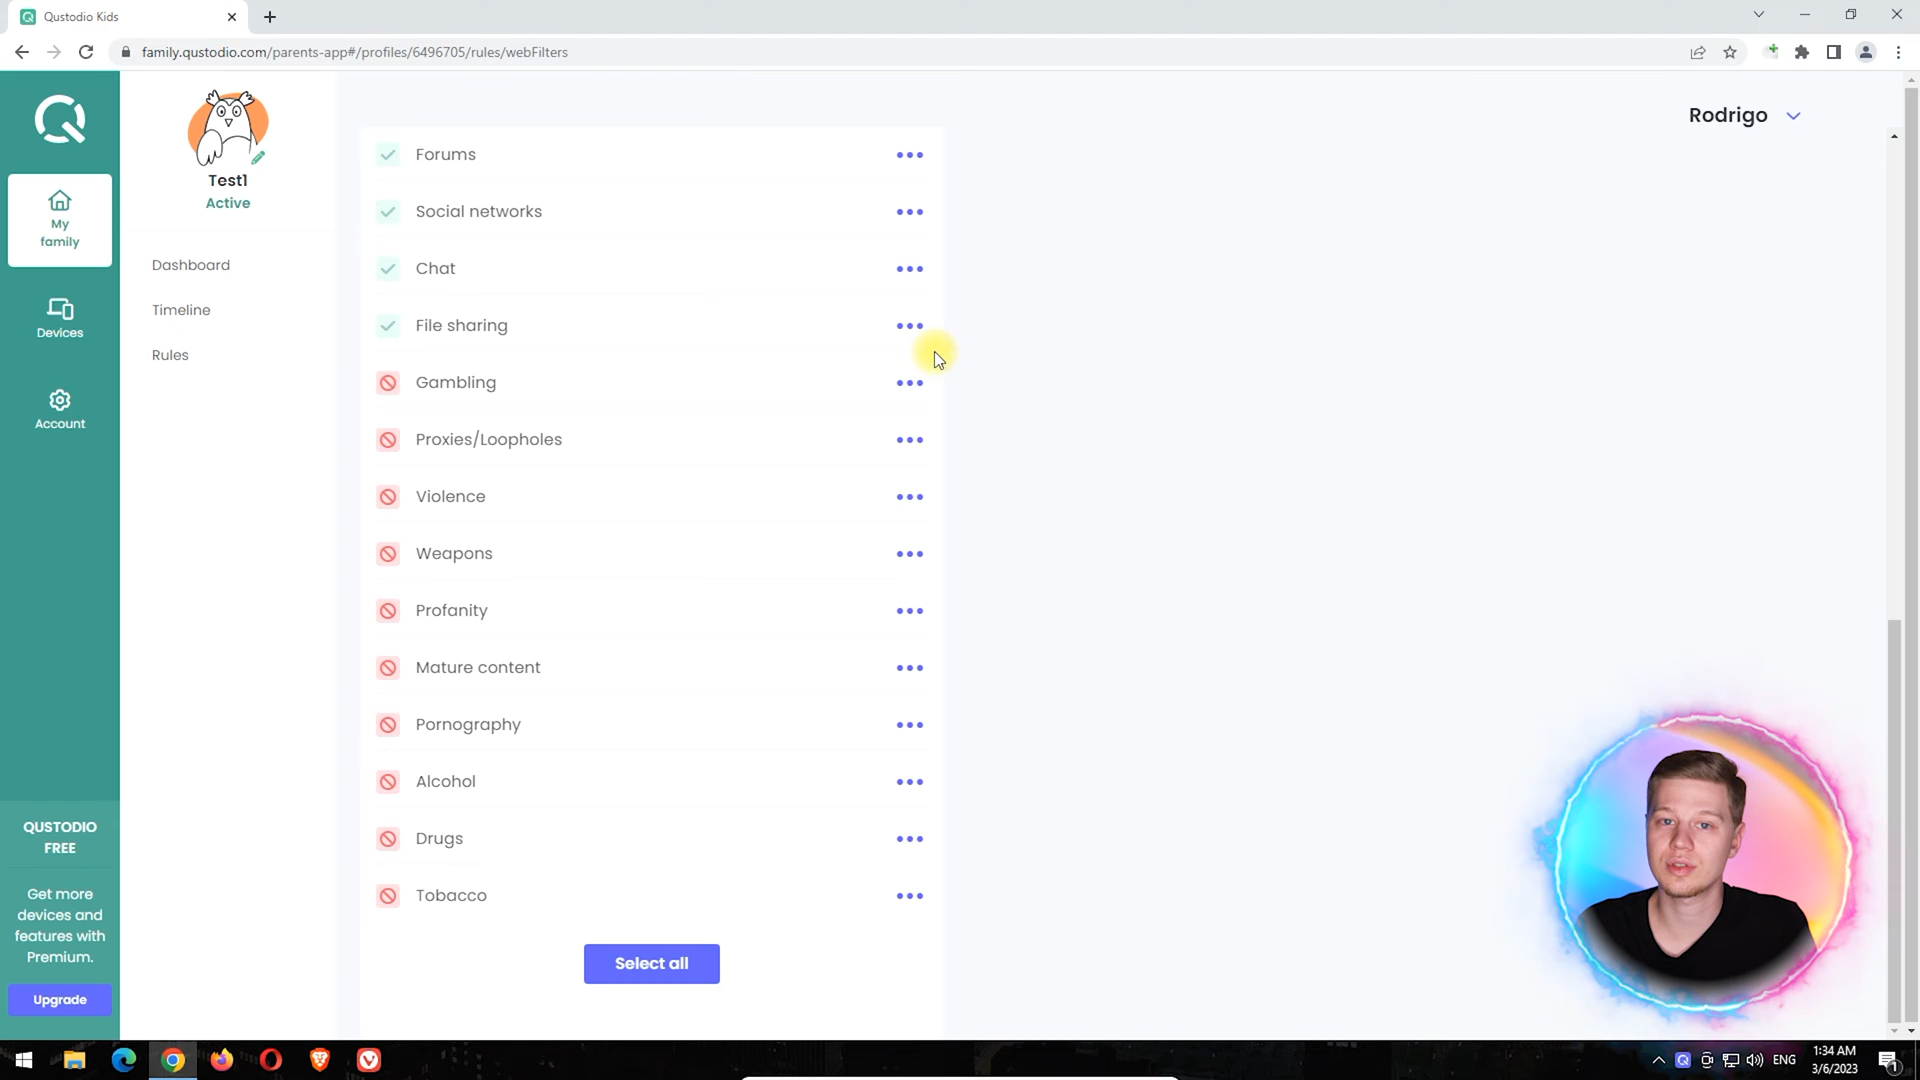 Qustodio Kids
family.qustodio.com/parents-app#/profiles/6496705/rules/webFilters
Rodrigo
My
family
Devices
Account
QUSTODIO
FREE
Get more
devices and
features with
Premium.
Upgrade
Test1
Active
Dashboard
Timeline
Rules
Forums
Social networks
Chat
File sharing
Gambling
Proxies/Loopholes
Violence
Weapons
Profanity
Mature content
Pornography
Alcohol
Drugs
Tobacco
Select all
ENG
1:34 AM
3/6/2023
1